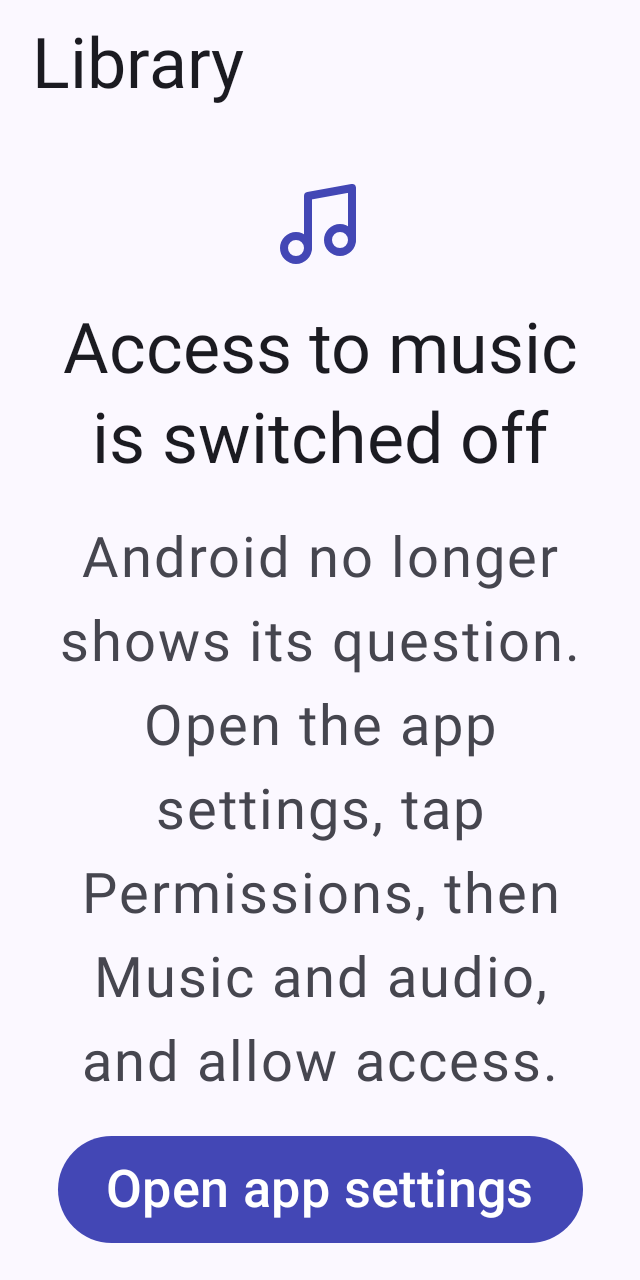 Library
Access to music
is switched off
Android no longer
shows its question.
Open the app
settings, tap
Permissions, then
Music and audio,
and allow access.
Open app settings